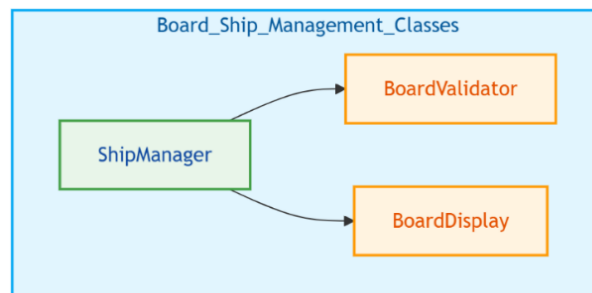 Board_Ship_Management_Classes
BoardValidator
ShipManager
BoardDisplay